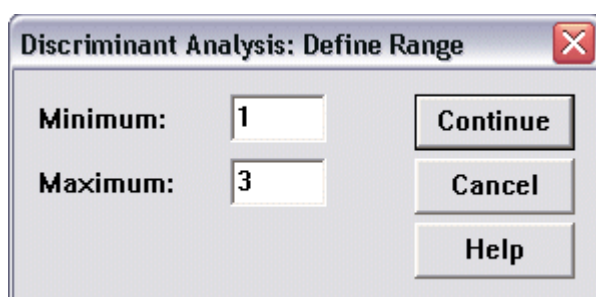 Discriminant Analysis: Define Range
Minimum: 1 Continue
Maximum: 3 Cancel
Help